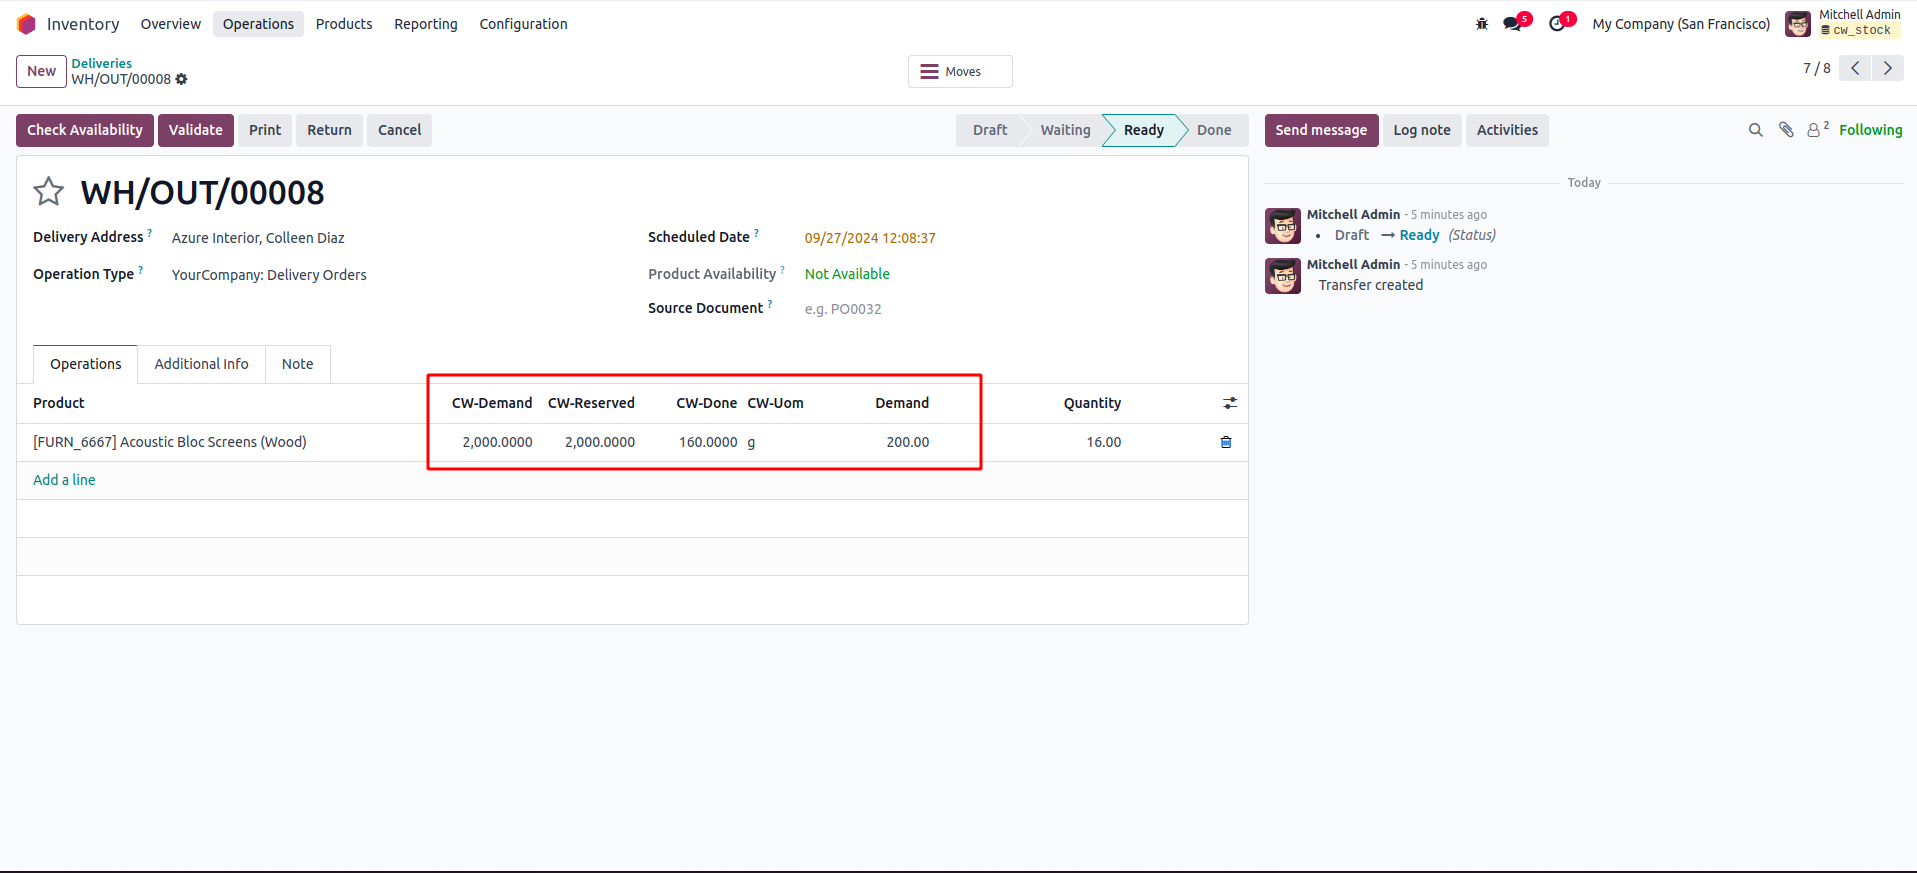 Inventory Overview Operations Products Reporting Configuration
5 1 My Company (San Francisco) Mitchell Admin
cw_stock
New Deliveries
WH/OUT/00008
Moves
7 / 8
Check Availability Validate Print Return Cancel
Draft Waiting Ready Done
Send message Log note Activities
2 Following
WH/OUT/00008
Delivery Address ? Azure Interior, Colleen Diaz
Operation Type ? YourCompany: Delivery Orders
Scheduled Date ? 09/27/2024 12:08:37
Product Availability ? Not Available
Source Document ? e.g. PO0032
Operations Additional Info Note
Product CW-Demand CW-Reserved CW-Done CW-Uom Demand Quantity
[FURN_6667] Acoustic Bloc Screens (Wood) 2,000.0000 2,000.0000 160.0000 g 200.00 16.00
Add a line
Today
Mitchell Admin - 5 minutes ago
• Draft → Ready (Status)
Mitchell Admin - 5 minutes ago
Transfer created